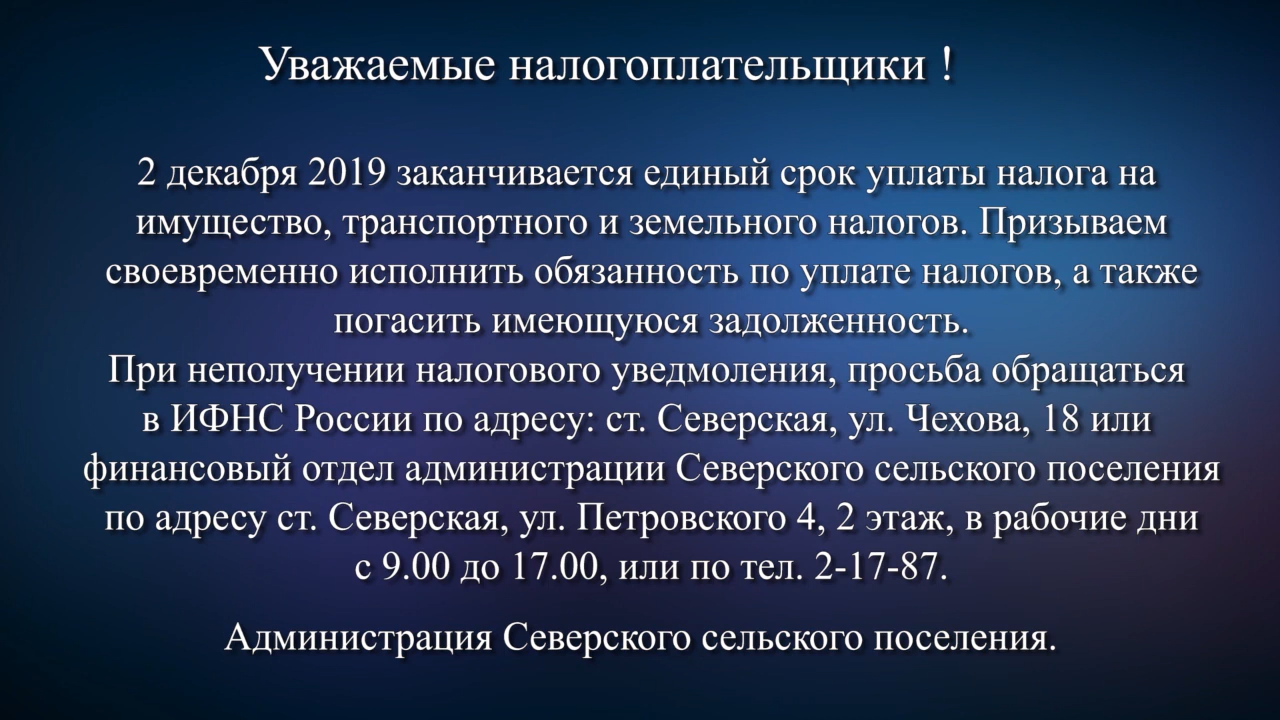 Уважаемые налогоплательщики !
2 декабря 2019 заканчивается единый срок уплаты налога на
имущество, транспортного и земельного налогов. Призываем
своевременно исполнить обязанность по уплате налогов, а также
погасить имеющуюся задолженность.
При неполучении налогового уведмоления, просьба обращаться
в ИФНС России по адресу: ст. Северская, ул. Чехова, 18 или
финансовый отдел администрации Северского сельского поселения
по адресу ст. Северская, ул. Петровского 4, 2 этаж, в рабочие дни
с 9.00 до 17.00, или по тел. 2-17-87.
Администрация Северского сельского поселения.